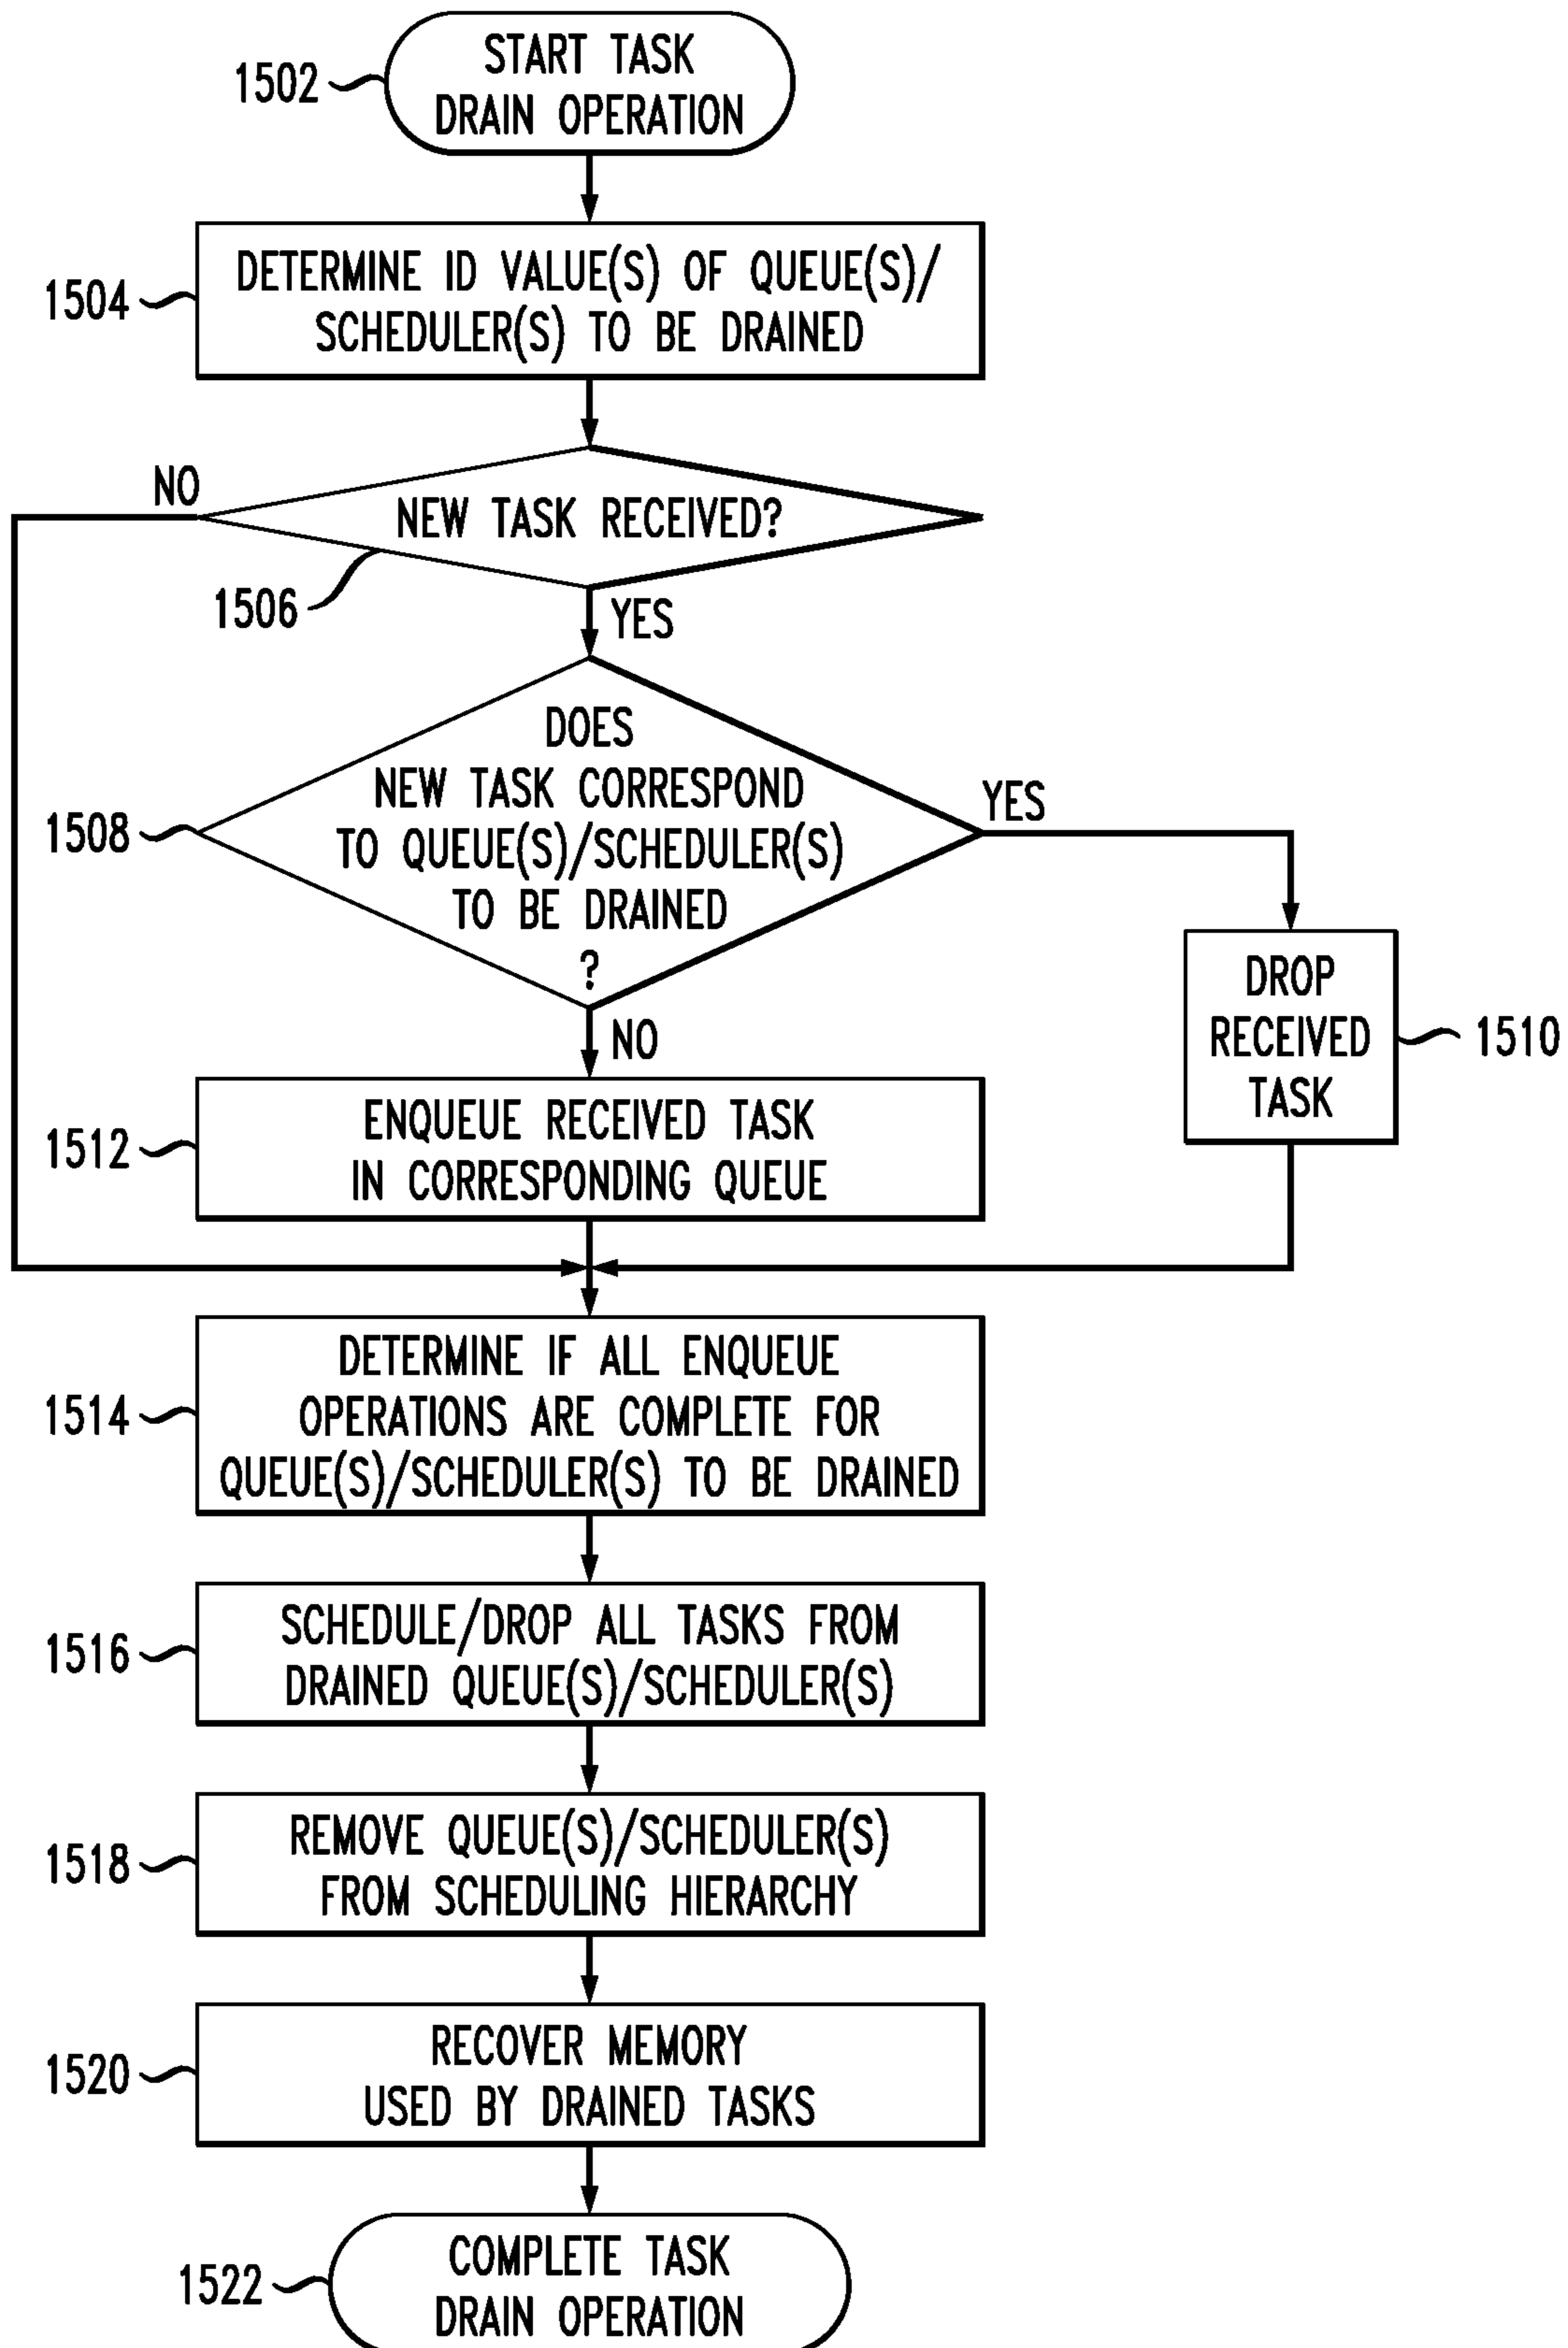 1502
START TASK
DRAIN OPERATION
1504
DETERMINE ID VALUE(S) OF QUEUE(S)/
SCHEDULER(S) TO BE DRAINED
NO
NEW TASK RECEIVED?
1506
YES
1508
DOES
NEW TASK CORRESPOND
TO QUEUE(S)/SCHEDULER(S)
TO BE DRAINED
?
YES
DROP
RECEIVED
TASK
1510
NO
1512
ENQUEUE RECEIVED TASK
IN CORRESPONDING QUEUE
1514
DETERMINE IF ALL ENQUEUE
OPERATIONS ARE COMPLETE FOR
QUEUE(S)/SCHEDULER(S) TO BE DRAINED
1516
SCHEDULE/DROP ALL TASKS FROM
DRAINED QUEUE(S)/SCHEDULER(S)
1518
REMOVE QUEUE(S)/SCHEDULER(S)
FROM SCHEDULING HIERARCHY
1520
RECOVER MEMORY
USED BY DRAINED TASKS
1522
COMPLETE TASK
DRAIN OPERATION